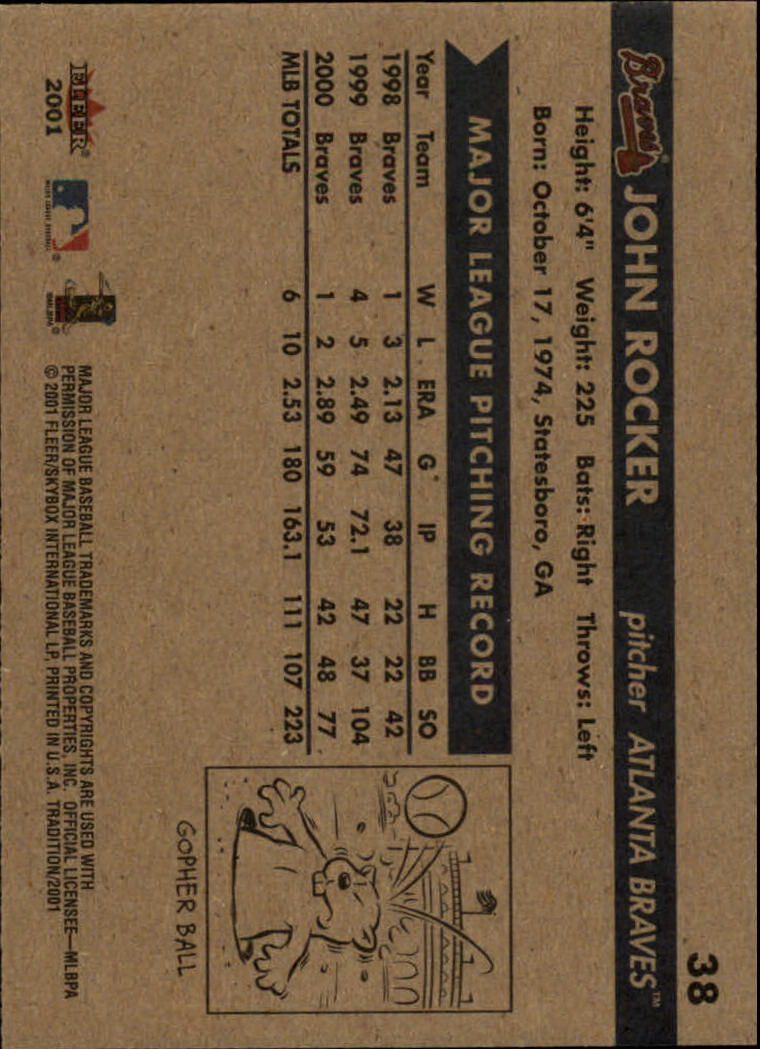 38
Braves® JOHN ROCKER pitcher ATLANTA BRAVES™
Height: 6'4" Weight: 225 Bats: Right Throws: Left
Born: October 17, 1974, Statesboro, GA
MAJOR LEAGUE PITCHING RECORD
Year Team W L ERA G IP H BB SO
1998 Braves 1 3 2.13 47 38 22 22 42
1999 Braves 4 5 2.49 74 72.1 47 37 104
2000 Braves 1 2 2.89 59 53 42 48 77
MLB TOTALS 6 10 2.53 180 163.1 111 107 223
GOPHER BALL
FLEER®
2001
MAJOR LEAGUE BASEBALL TRADEMARKS AND COPYRIGHTS ARE USED WITH
PERMISSION OF MAJOR LEAGUE BASEBALL PROPERTIES, INC. OFFICIAL LICENSEE—MLBPA
© 2001 FLEER/SKYBOX INTERNATIONAL LP, PRINTED IN U.S.A. TRADITION/2001